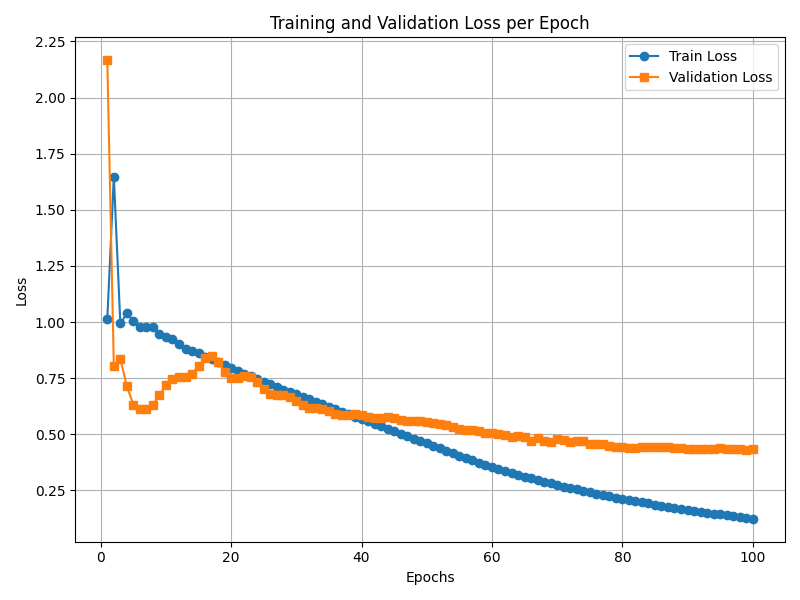 Training and Validation Loss per Epoch
Train Loss
Validation Loss
2.25
2.00
1.75
1.50
1.25
1.00
0.75
0.50
0.25
Loss
0 20 40 60 80 100
Epochs